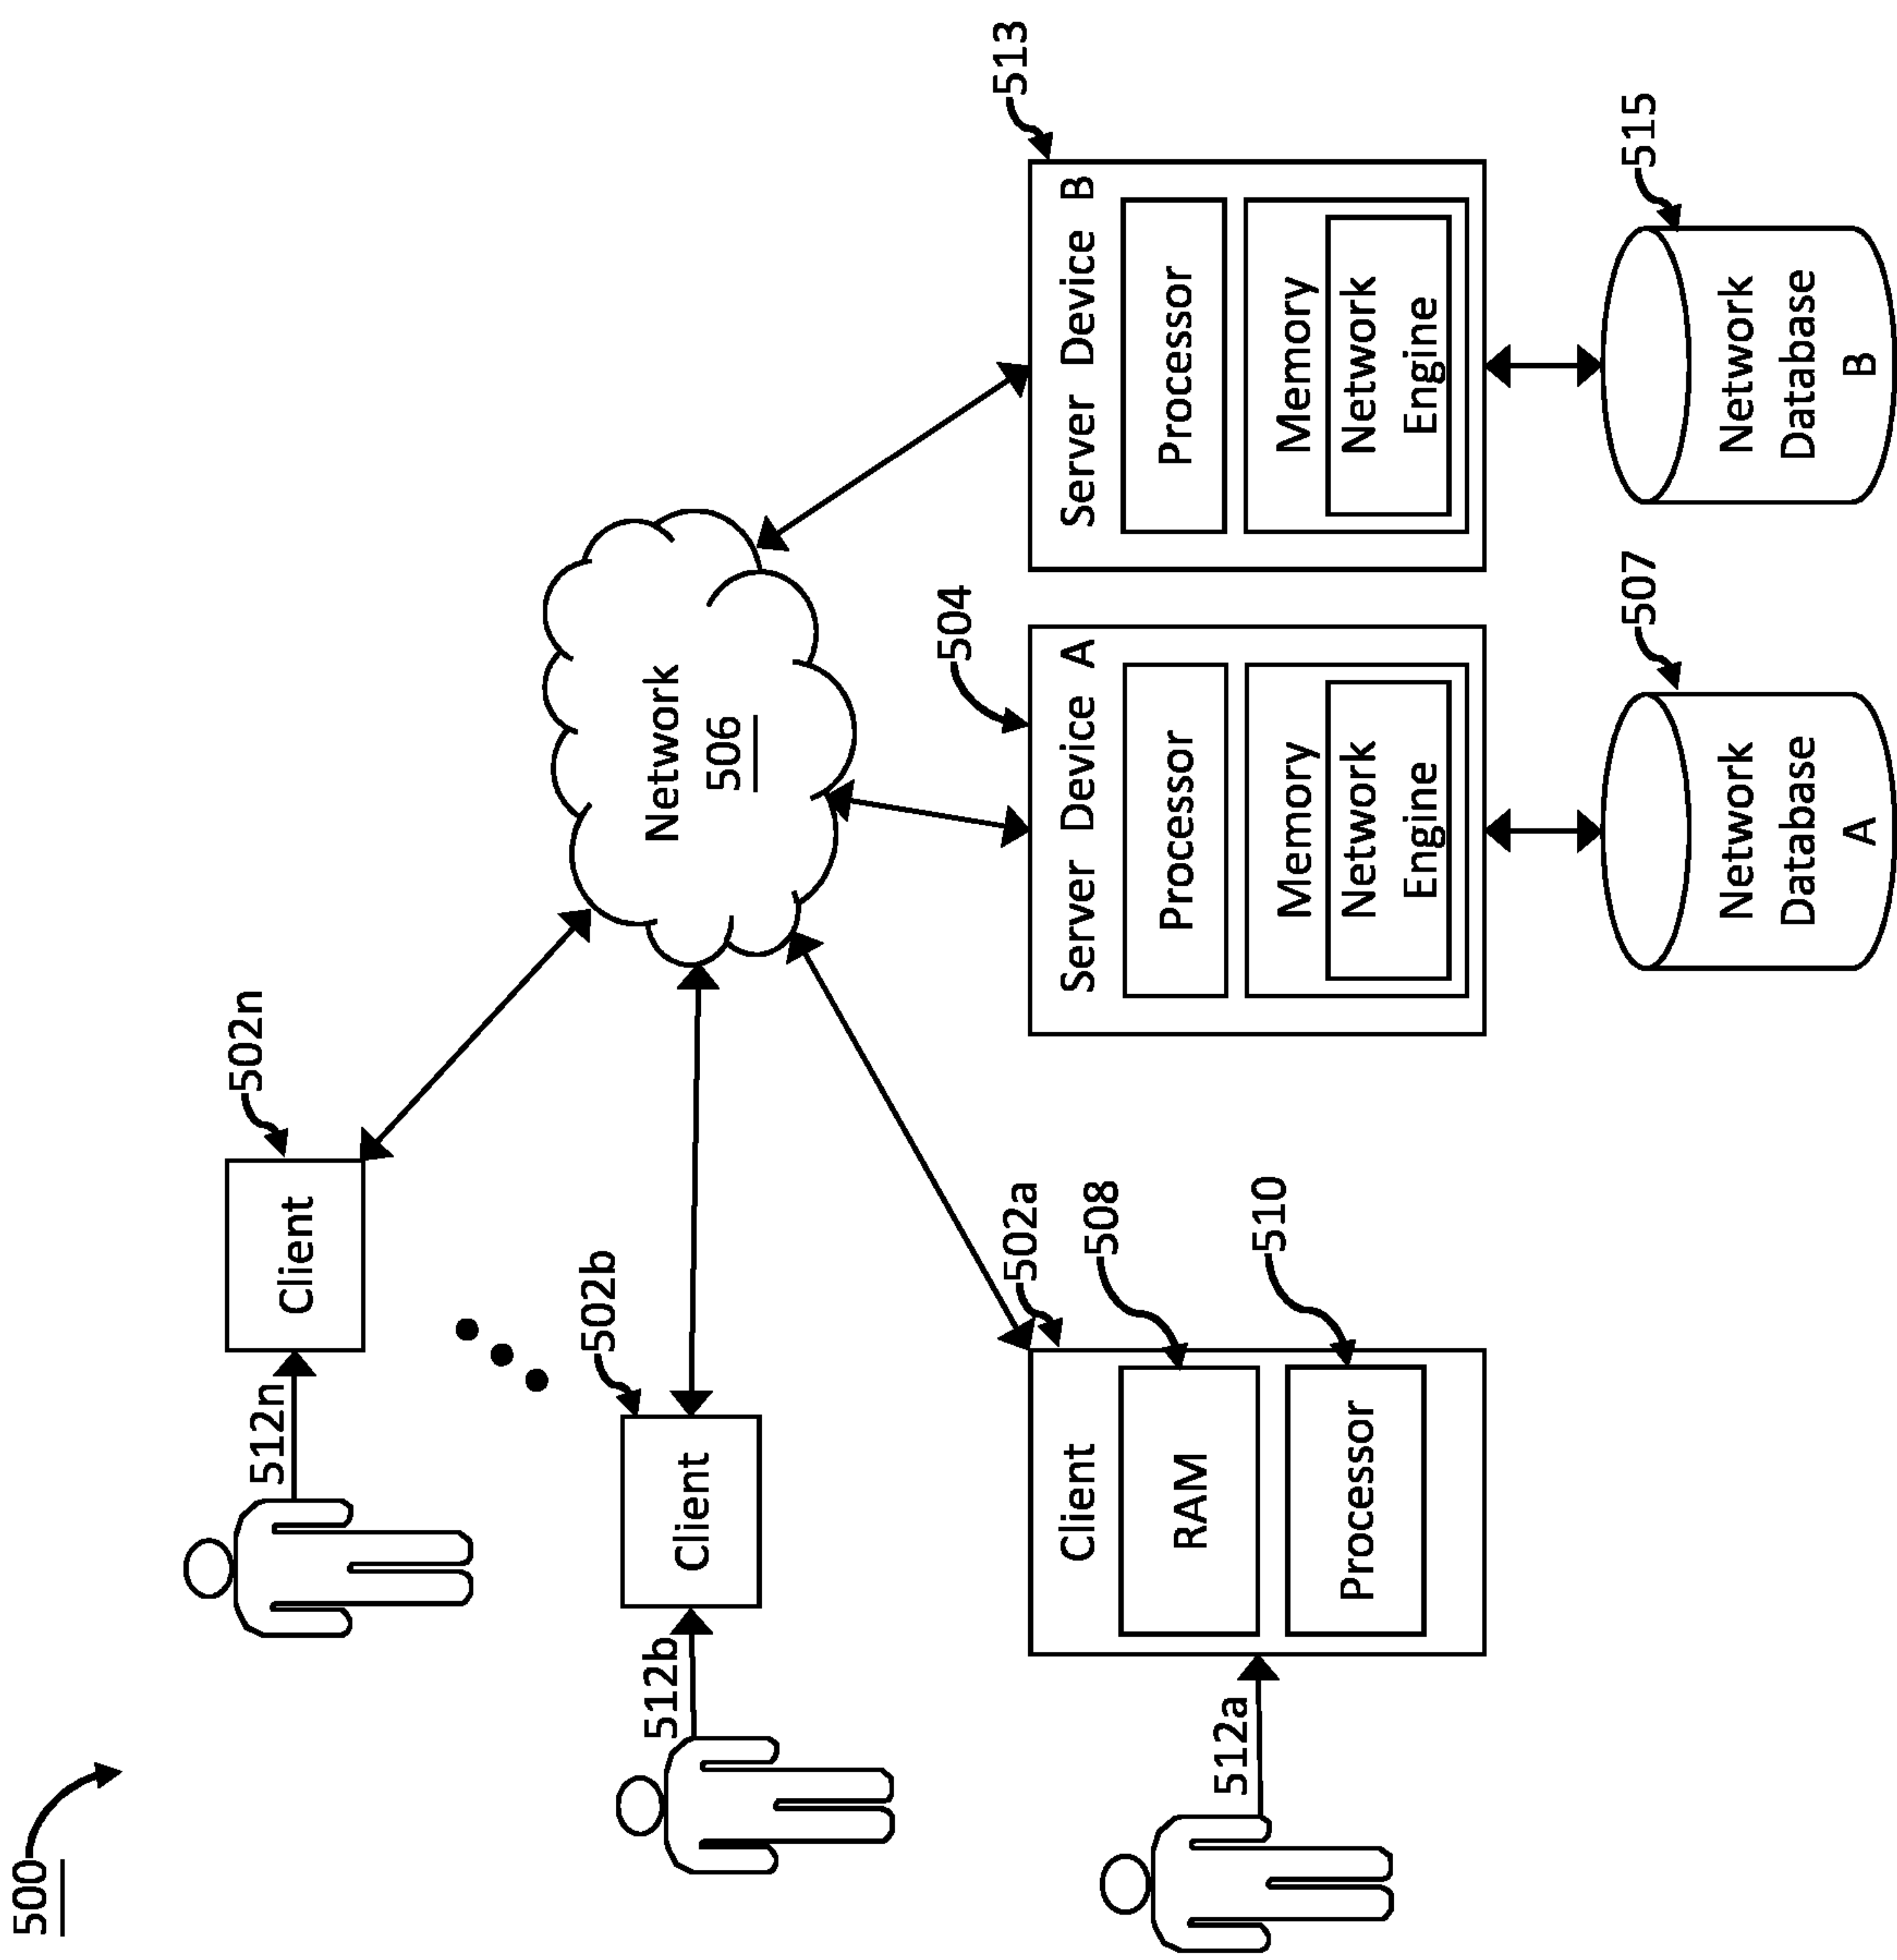 500
512n
Client
502n
512b
Client
502b
Network
506
512a
Client
502a
RAM
508
Processor
510
Server Device A
504
Processor
Memory
Network
Engine
Server Device B
513
Processor
Memory
Network
Engine
Network
Database
A
507
Network
Database
B
515